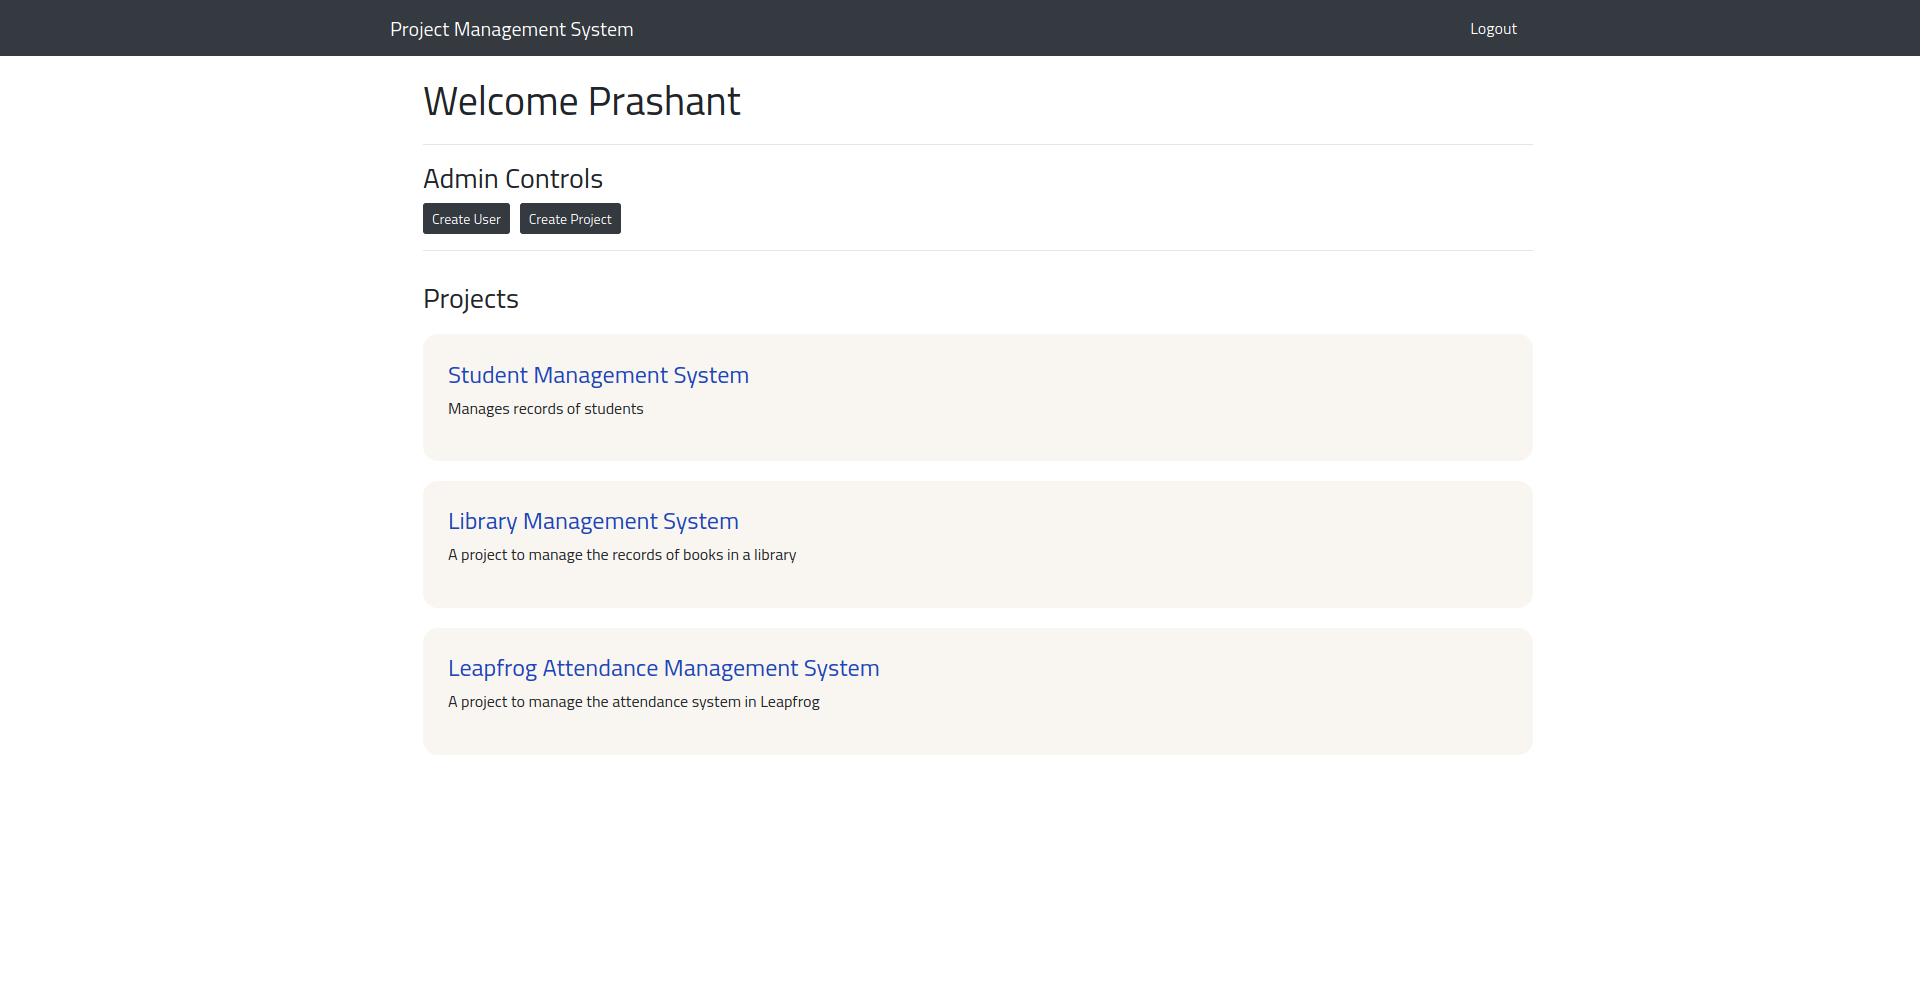 Project Management System
Logout
Welcome Prashant
Admin Controls
Create User
Create Project
Projects
Student Management System
Manages records of students
Library Management System
A project to manage the records of books in a library
Leapfrog Attendance Management System
A project to manage the attendance system in Leapfrog